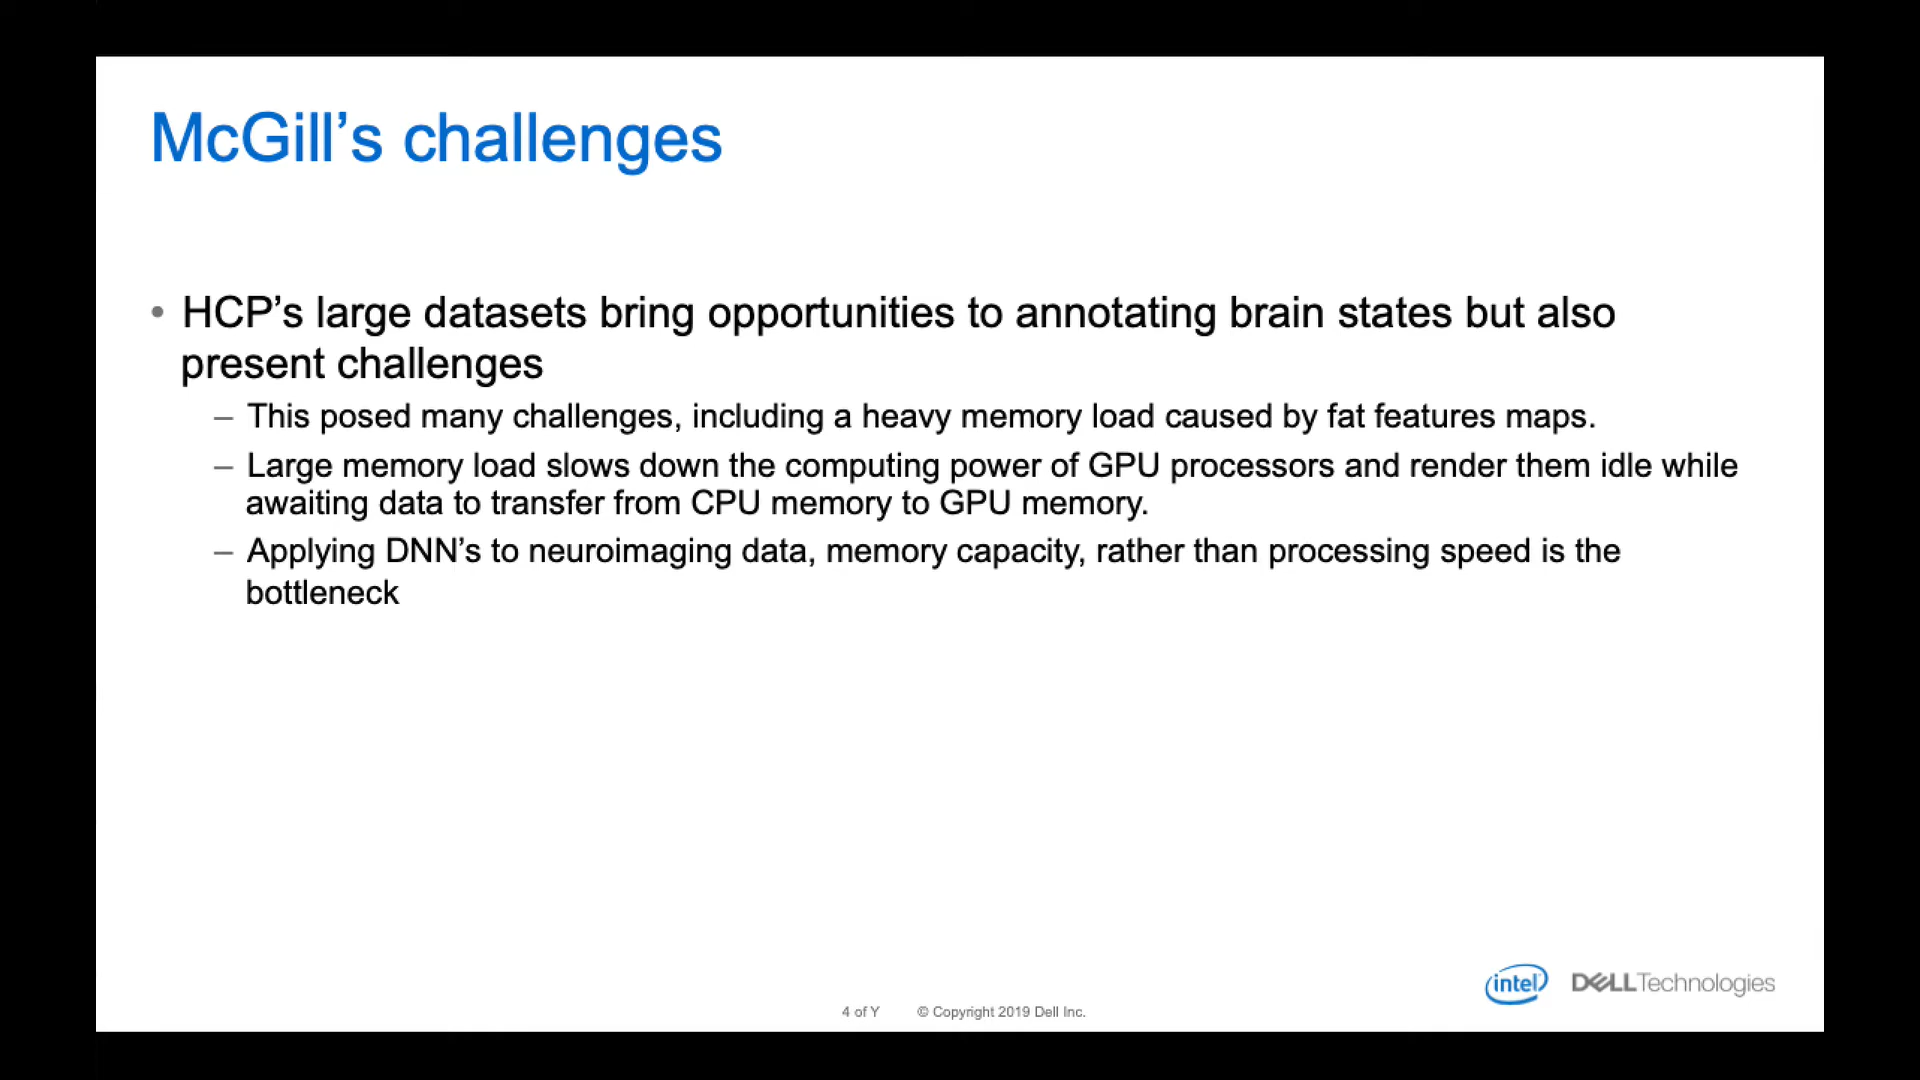 McGill’s challenges
• HCP’s large datasets bring opportunities to annotating brain states but also
present challenges
– This posed many challenges, including a heavy memory load caused by fat features maps.
– Large memory load slows down the computing power of GPU processors and render them idle while
awaiting data to transfer from CPU memory to GPU memory.
– Applying DNN’s to neuroimaging data, memory capacity, rather than processing speed is the
bottleneck
intel DELLTechnologies
4 of Y © Copyright 2019 Dell Inc.